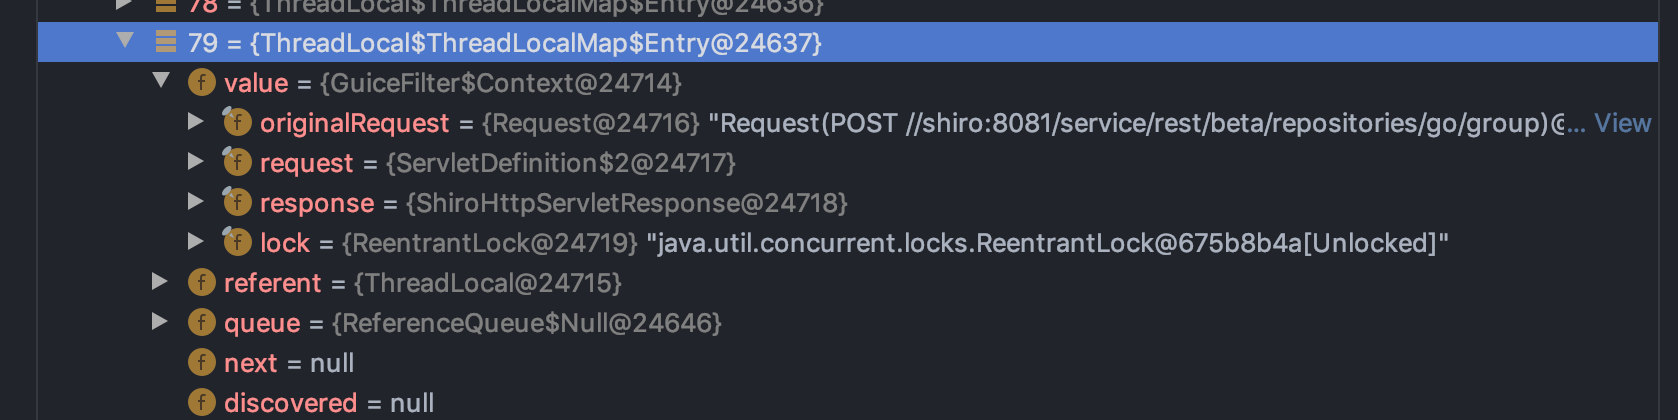 78 = {ThreadLocal$ThreadLocalMap$Entry@24636}
79 = {ThreadLocal$ThreadLocalMap$Entry@24637}
f value = {GuiceFilter$Context@24714}
f originalRequest = {Request@24716} "Request(POST //shiro:8081/service/rest/beta/repositories/go/group)@... View
f request = {ServletDefinition$2@24717}
f response = {ShiroHttpServletResponse@24718}
f lock = {ReentrantLock@24719} "java.util.concurrent.locks.ReentrantLock@675b8b4a[Unlocked]"
f referent = {ThreadLocal@24715}
f queue = {ReferenceQueue$Null@24646}
f next = null
f discovered = null